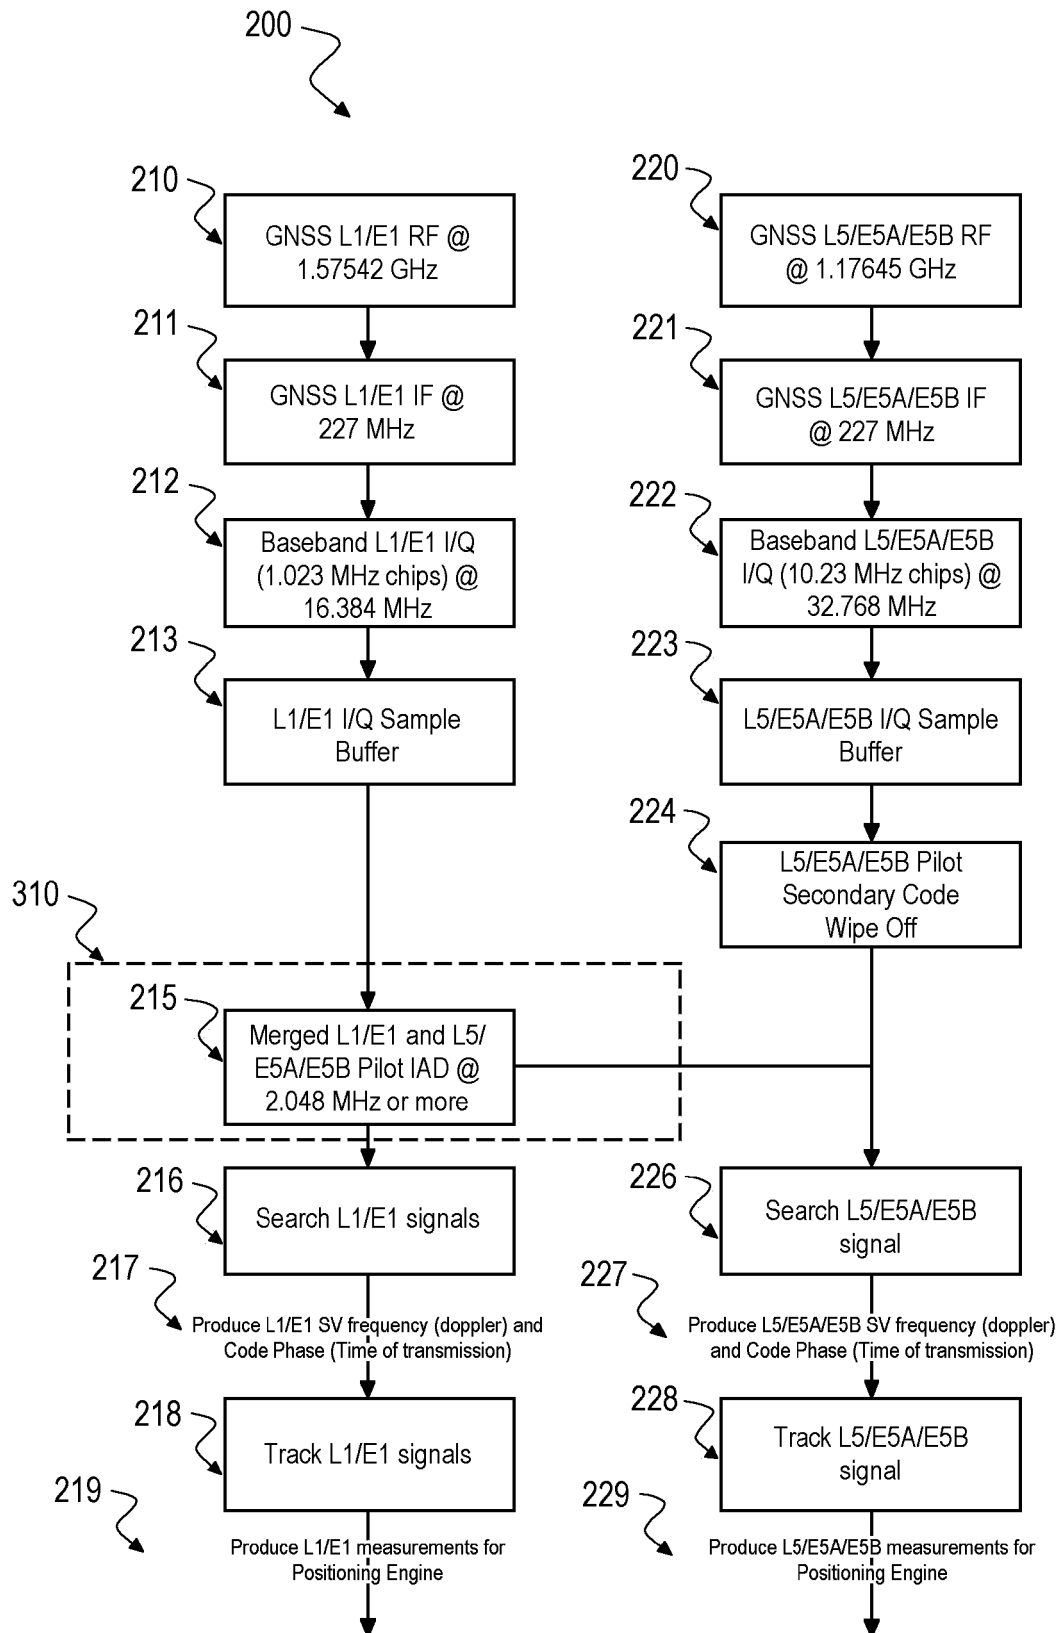 200
210
GNSS L1/E1 RF @
1.57542 GHz
220
GNSS L5/E5A/E5B RF
@ 1.17645 GHz
211
GNSS L1/E1 IF @
227 MHz
221
GNSS L5/E5A/E5B IF
@ 227 MHz
212
Baseband L1/E1 I/Q
(1.023 MHz chips) @
16.384 MHz
222
Baseband L5/E5A/E5B
I/Q (10.23 MHz chips) @
32.768 MHz
213
L1/E1 I/Q Sample
Buffer
223
L5/E5A/E5B I/Q Sample
Buffer
224
L5/E5A/E5B Pilot
Secondary Code
Wipe Off
310
215
Merged L1/E1 and L5/
E5A/E5B Pilot IAD @
2.048 MHz or more
216
Search L1/E1 signals
226
Search L5/E5A/E5B
signal
217
Produce L1/E1 SV frequency (doppler) and
Code Phase (Time of transmission)
227
Produce L5/E5A/E5B SV frequency (doppler)
and Code Phase (Time of transmission)
218
Track L1/E1 signals
228
Track L5/E5A/E5B
signal
219
Produce L1/E1 measurements for
Positioning Engine
229
Produce L5/E5A/E5B measurements for
Positioning Engine